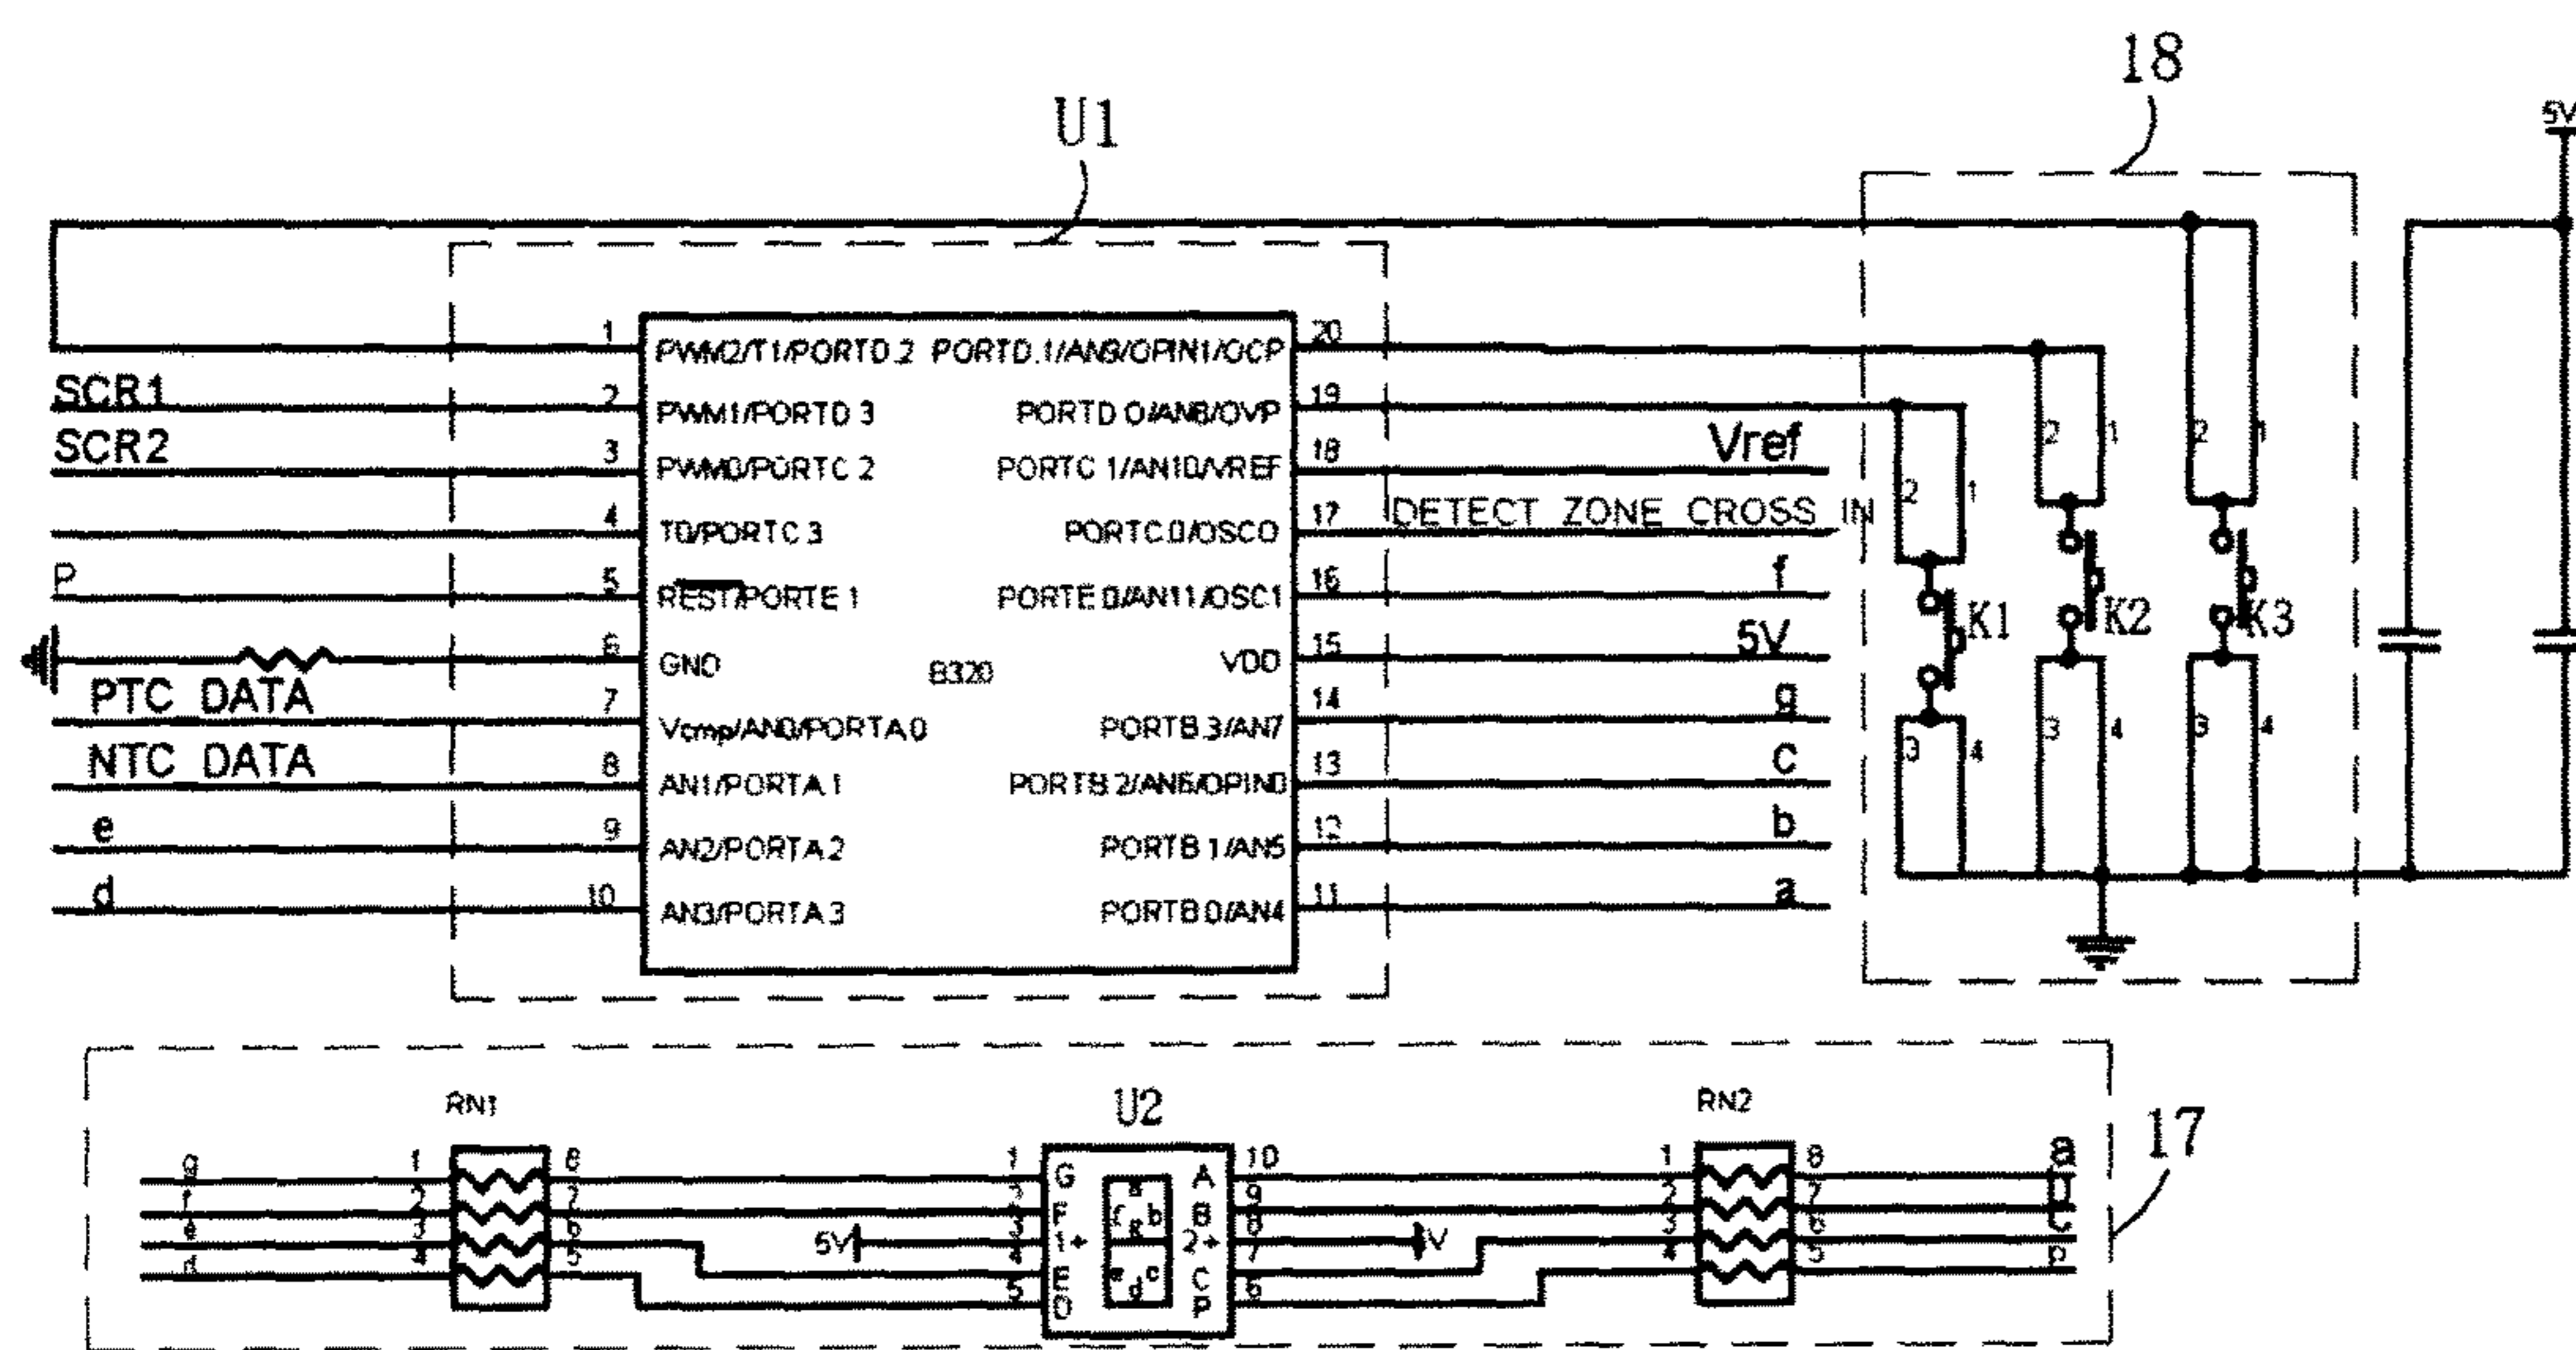 18
U1
5V
1 PWM2/T1/PORTD.2 PORTD.1/AN9/OPIN1/OCP 20
SCR1 2 PWM1/PORTD 3 PORTD 0/AN8/OVP 19
SCR2 3 PWM0/PORTC 2 PORTC 1/AN10/VREF 18 Vref
4 T0/PORTC 3 PORTC.0/OSCO 17 DETECT ZONE CROSS IN
P 5 REST/PORTE 1 PORTE 0/AN11/OSC1 16 f
6 GND VDD 15 5V
B320
PTC DATA 7 Vcmp/AN0/PORTA.0 PORTB.3/AN7 14 g
NTC DATA 8 AN1/PORTA.1 PORTB 2/AN6/OPIN0 13 c
e 9 AN2/PORTA.2 PORTB 1/AN5 12 b
d 10 AN3/PORTA.3 PORTB 0/AN4 11 a
2 1 2 1 2 1
K1 K2 K3
3 4 3 4 3 4
RN1 U2 RN2
17
g 1 8 1 G A 10 1 8 a
f 2 7 F B 9 2 7
e 3 6 5V 3 1+ 2+ 8 V 3 6 c
d 4 5 4 E C 7 4 5 p
5 D P 6
a
f b
g
e c
d